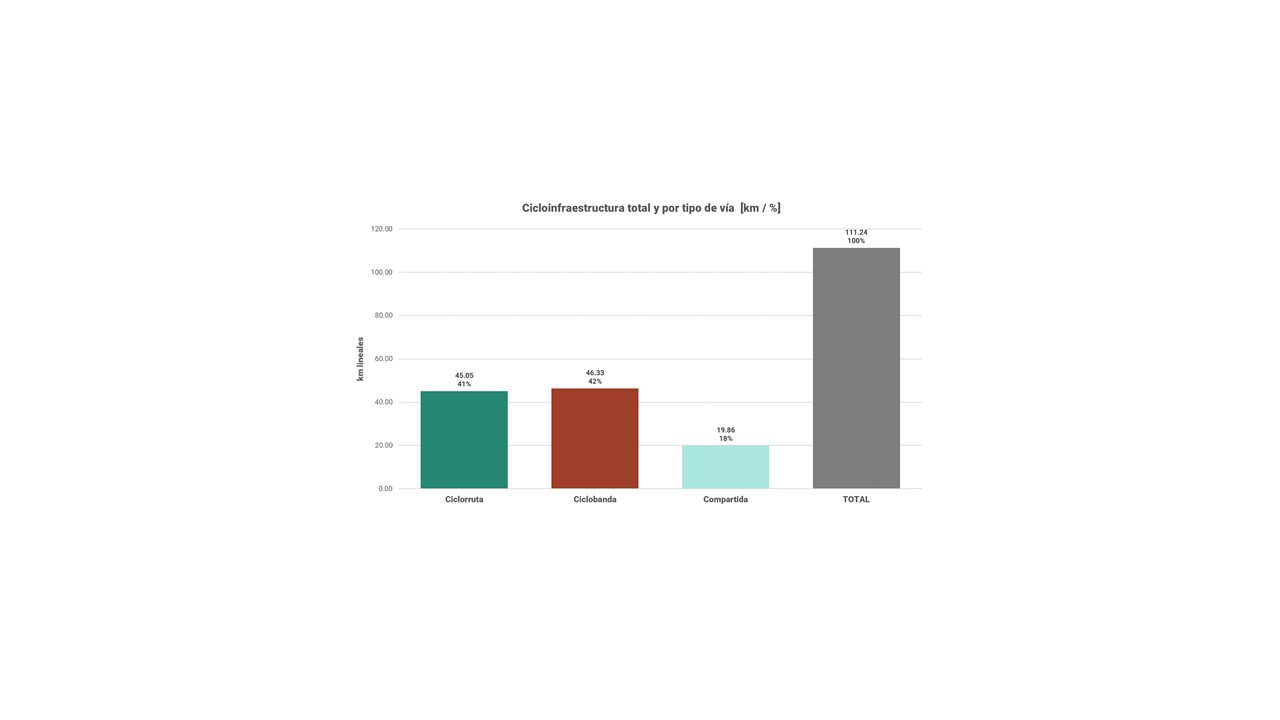 Cicloinfraestructura total y por tipo de vía [km / %]
120.00
100.00
80.00
60.00
40.00
20.00
0.00
km lineales
45.05
41%
46.33
42%
19.86
18%
111.24
100%
Ciclorruta
Ciclobanda
Compartida
TOTAL